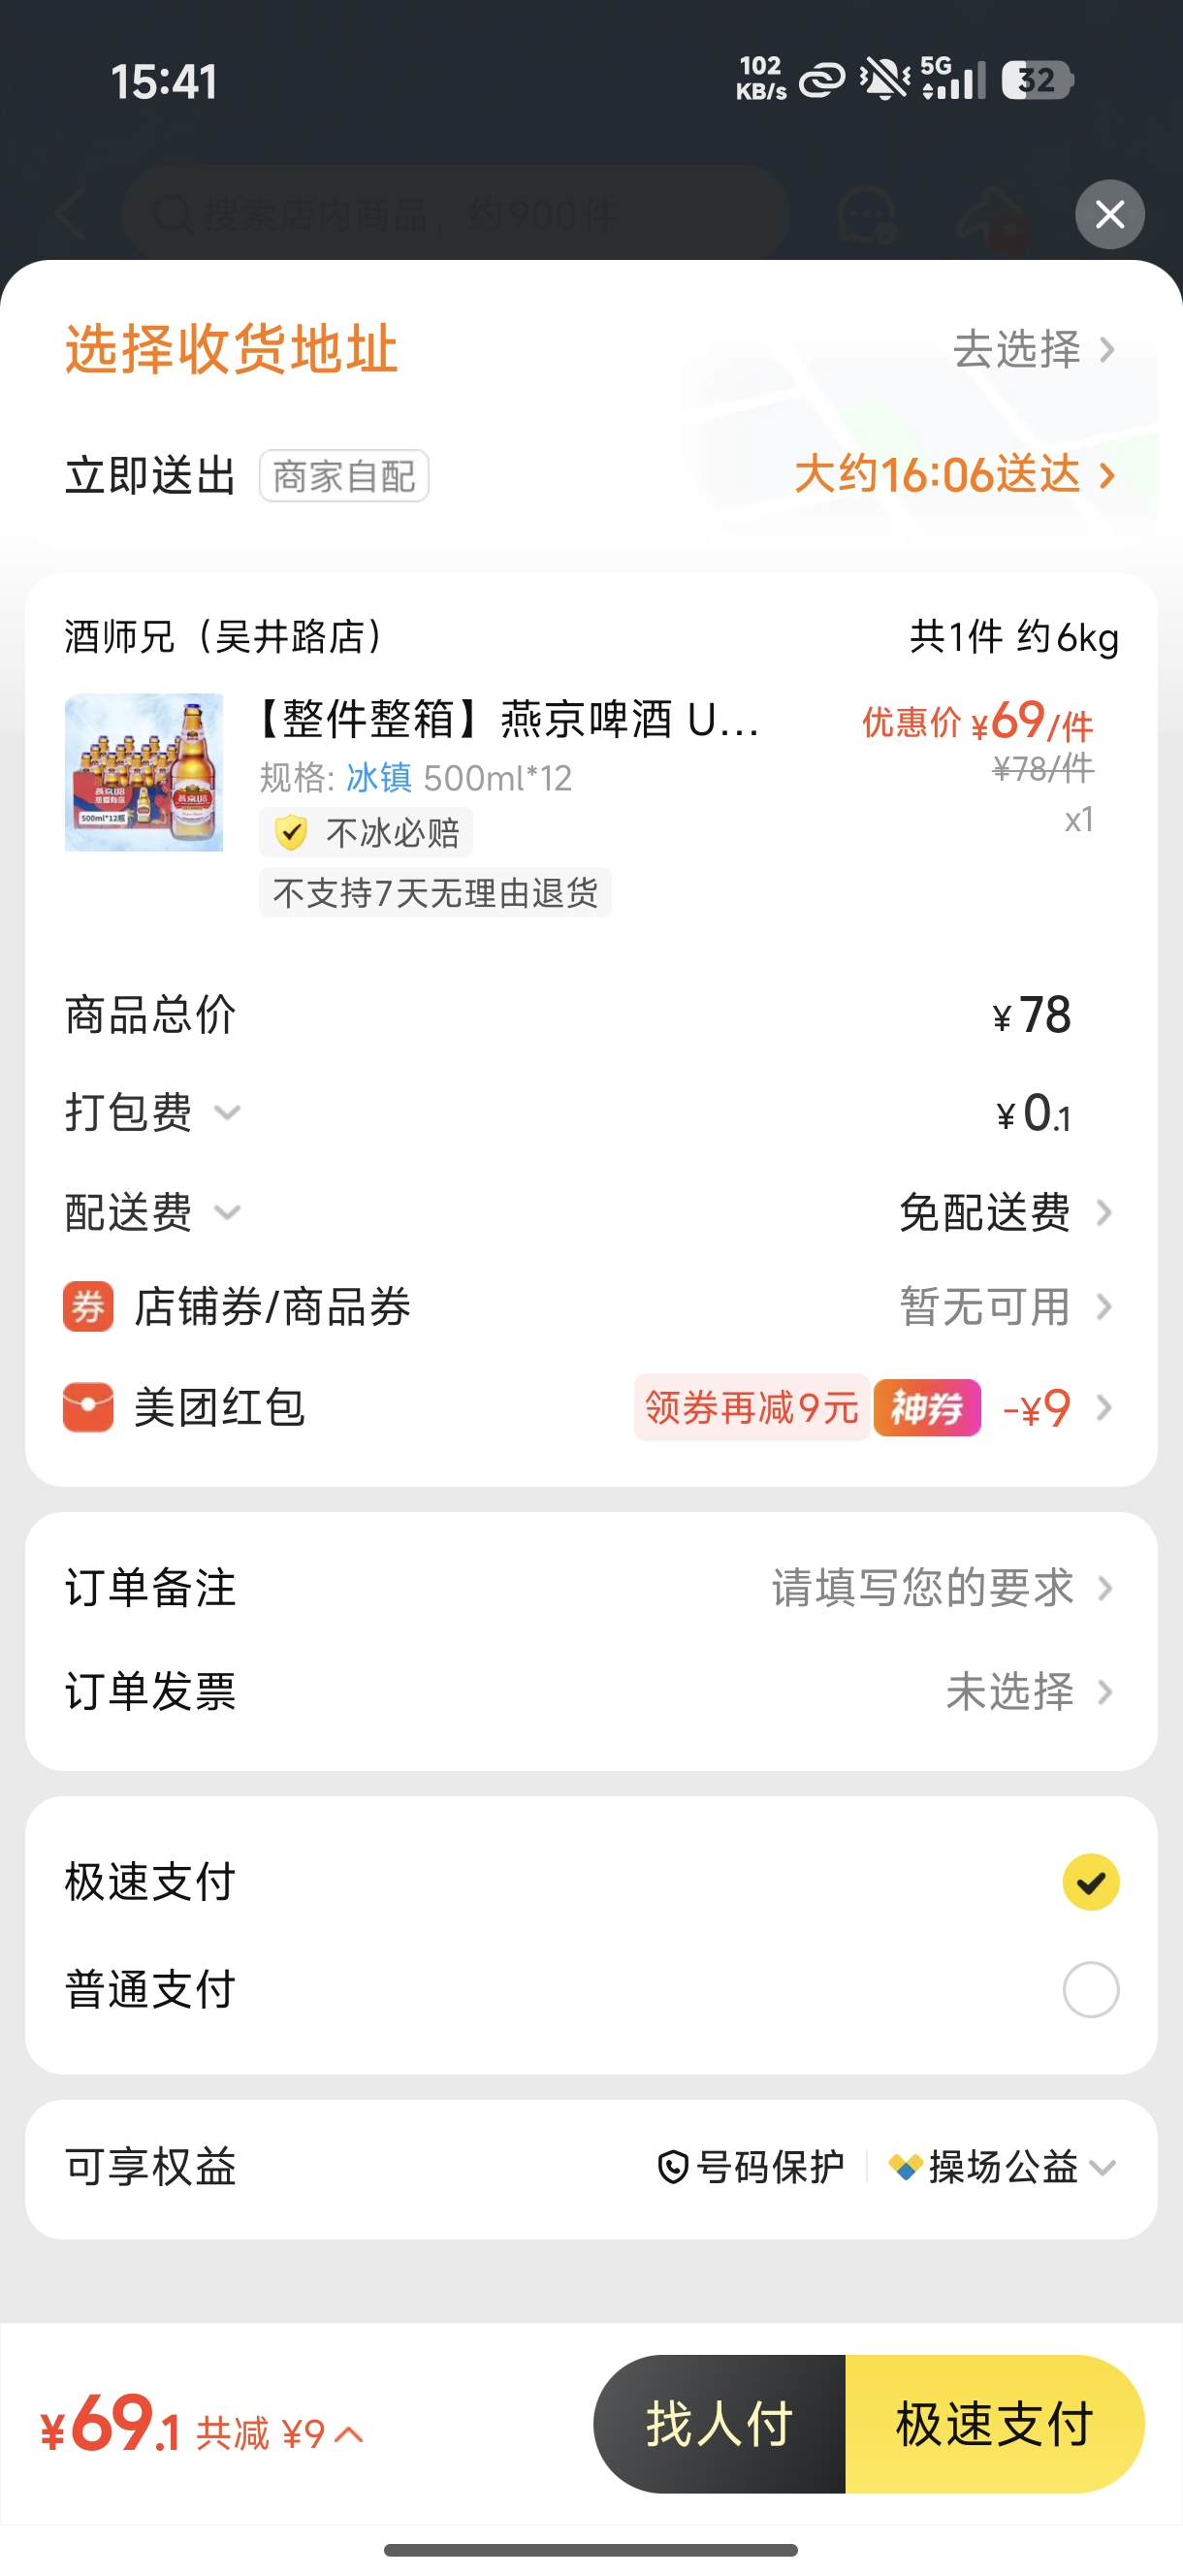 15:41
102
KB/s
5G
32
搜索店内商品，约900件
选择收货地址
去选择
立即送出 商家自配 大约16:06送达
酒师兄（吴井路店） 共1件 约6kg
【整件整箱】燕京啤酒 U... 优惠价 ¥69/件
规格: 冰镇 500ml*12 ¥78/件
x1
不冰必赔
不支持7天无理由退货
燕京U8
500ml*12瓶
商品总价 ¥78
打包费 ¥0.1
配送费 免配送费
券 店铺券/商品券 暂无可用
美团红包 领券再减9元 神券 -¥9
订单备注 请填写您的要求
订单发票 未选择
极速支付
普通支付
可享权益 号码保护 操场公益
¥69.1 共减 ¥9 找人付 极速支付